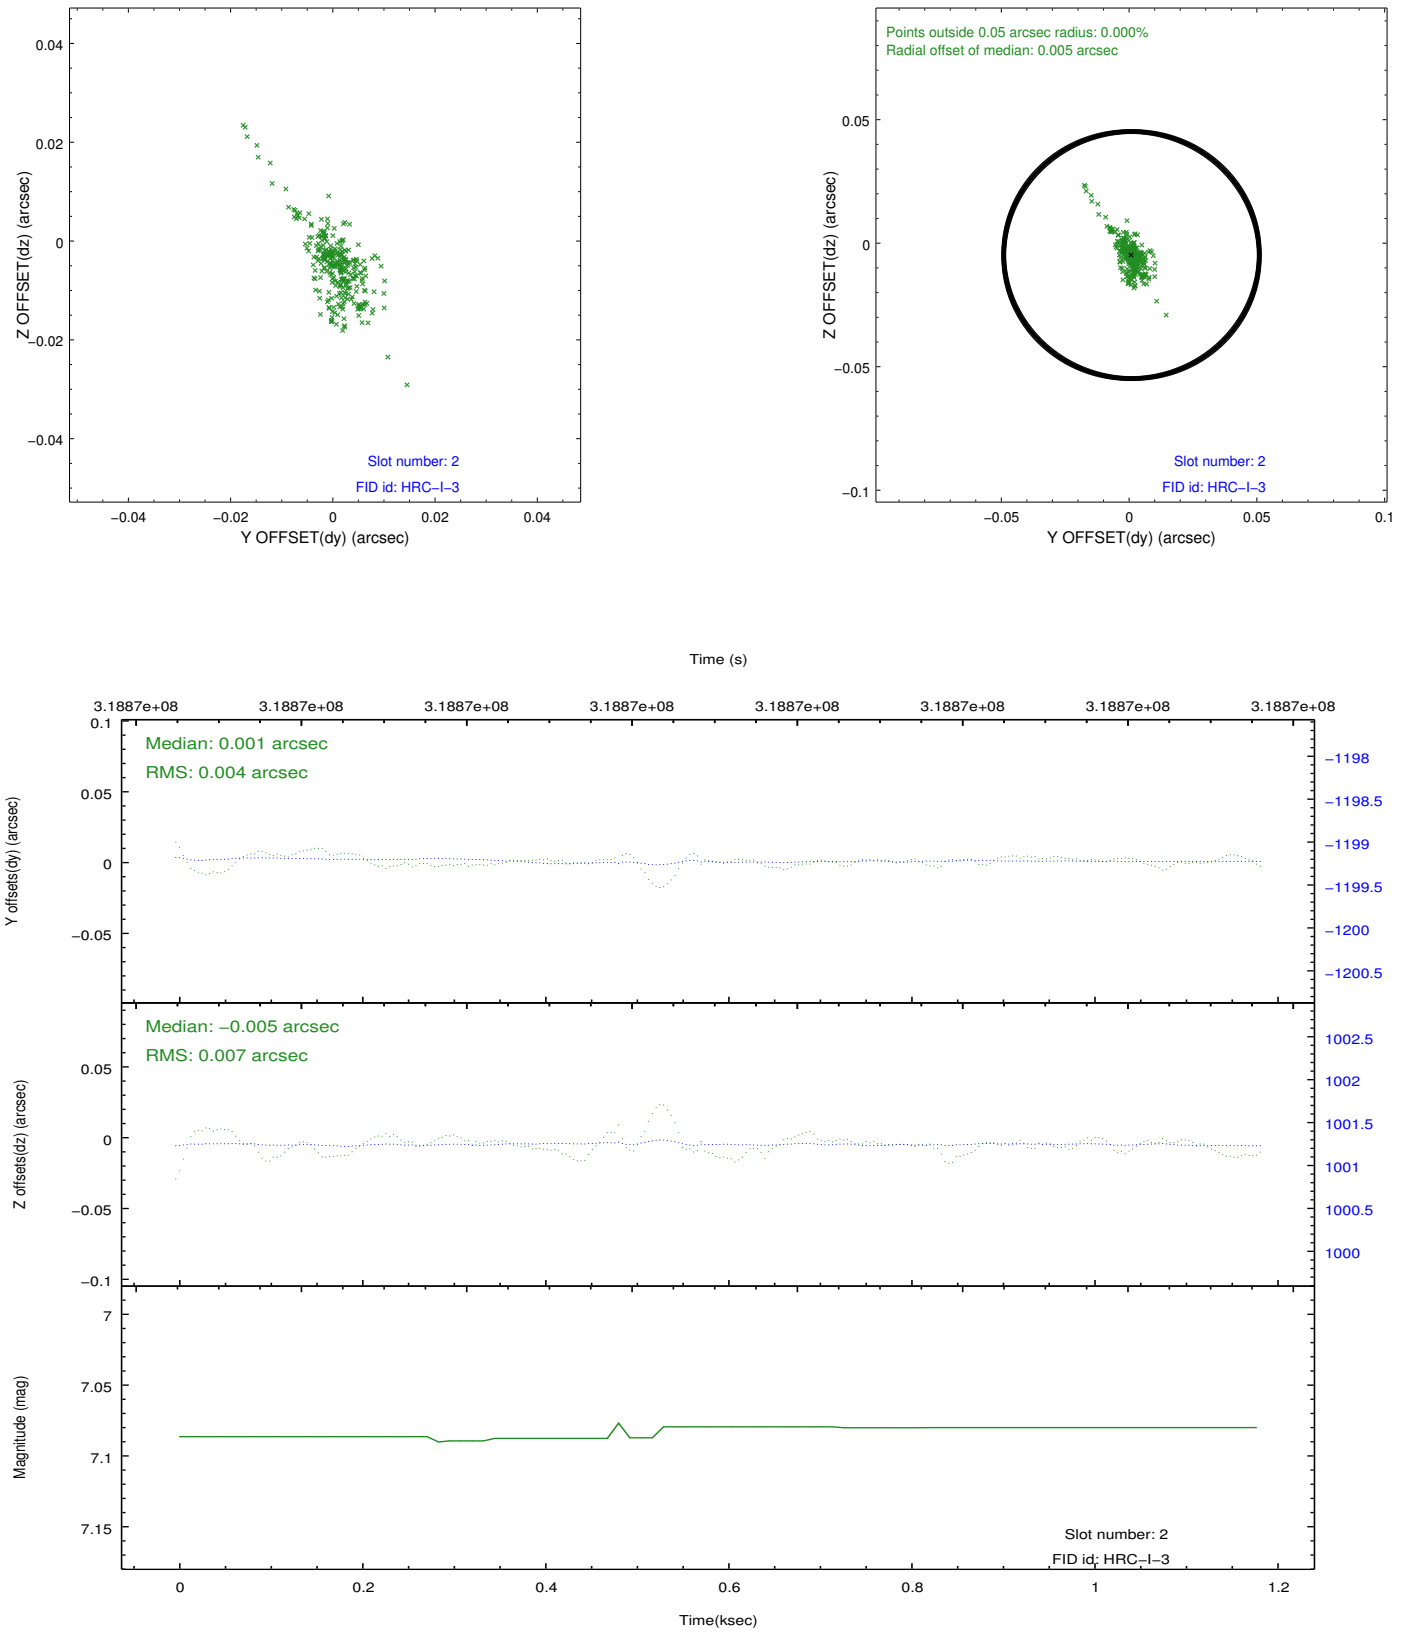 0.04
0.02
0
−0.02
−0.04
Z OFFSET(dz) (arcsec)
Slot number: 2
FID id: HRC−I−3
−0.04
−0.02
0
0.02
0.04
Y OFFSET(dy) (arcsec)
Points outside 0.05 arcsec radius: 0.000%
Radial offset of median: 0.005 arcsec
0.05
0
−0.05
−0.1
Z OFFSET(dz) (arcsec)
Slot number: 2
FID id: HRC−I−3
−0.05
0
0.05
0.1
Y OFFSET(dy) (arcsec)
Time (s)
3.1887e+08 3.1887e+08 3.1887e+08 3.1887e+08 3.1887e+08 3.1887e+08 3.1887e+08 3.1887e+08
Median: 0.001 arcsec
RMS: 0.004 arcsec
0.1
0.05
0
−0.05
Y offsets(dy) (arcsec)
−1198
−1198.5
−1199
−1199.5
−1200
−1200.5
Median: −0.005 arcsec
RMS: 0.007 arcsec
0.05
0
−0.05
−0.1
Z offsets(dz) (arcsec)
1002.5
1002
1001.5
1001
1000.5
1000
7
7.05
7.1
7.15
Magnitude (mag)
Slot number: 2
FID id: HRC−I−3
0 0.2 0.4 0.6 0.8 1 1.2
Time(ksec)